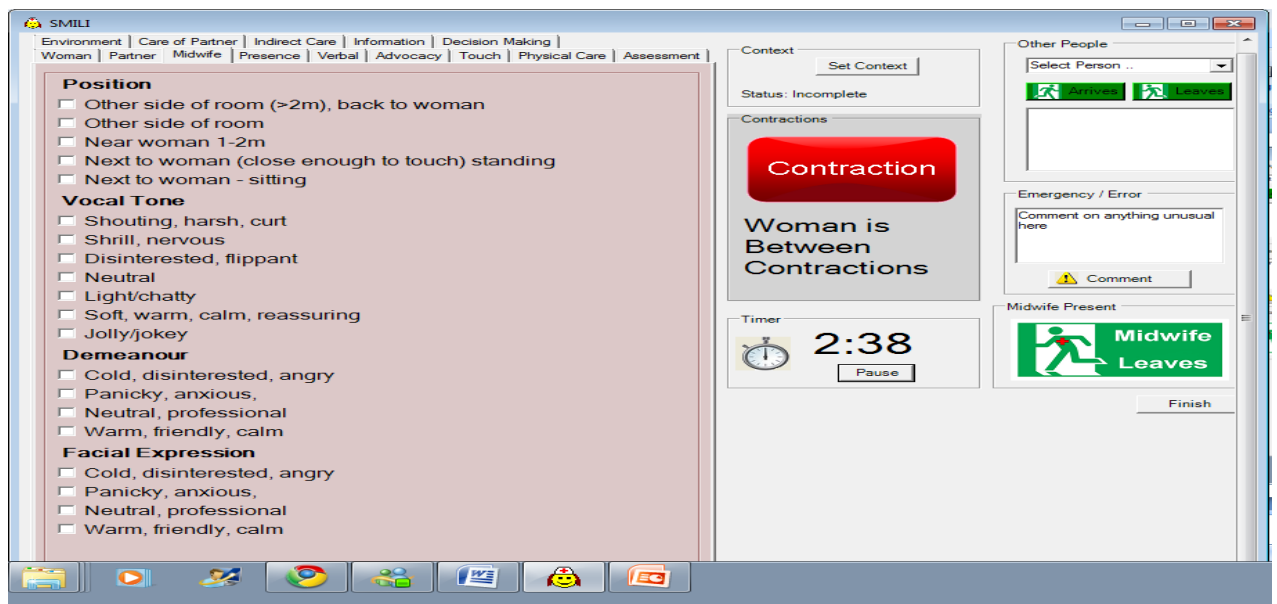 SMILI
Environment | Care of Partner | Indirect Care | Information | Decision Making
Woman | Partner | Midwife | Presence | Verbal | Advocacy | Touch | Physical Care | Assessment
Position
Other side of room (>2m), back to woman
Other side of room
Near woman 1-2m
Next to woman (close enough to touch) standing
Next to woman - sitting
Vocal Tone
Shouting, harsh, curt
Shrill, nervous
Disinterested, flippant
Neutral
Light/chatty
Soft, warm, calm, reassuring
Jolly/jokey
Demeanour
Cold, disinterested, angry
Panicky, anxious,
Neutral, professional
Warm, friendly, calm
Facial Expression
Cold, disinterested, angry
Panicky, anxious,
Neutral, professional
Warm, friendly, calm
Context
Set Context
Status: Incomplete
Contractions
Contraction
Woman is
Between
Contractions
Timer
2:38
Pause
Other People
Select Person ..
Arrives
Leaves
Emergency / Error
Comment on anything unusual
here
Comment
Midwife Present
Midwife
Leaves
Finish